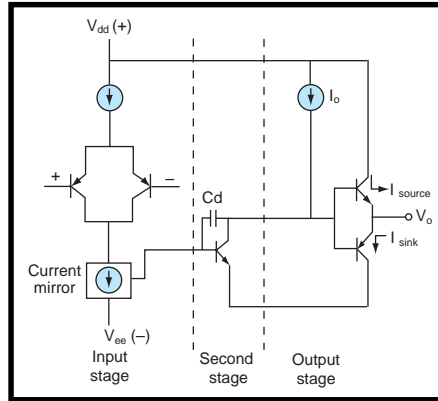 V_dd (+)
I_o
+
–
Cd
I_source
V_o
I_sink
Current
mirror
V_ee (–)
Input
stage
Second
stage
Output
stage